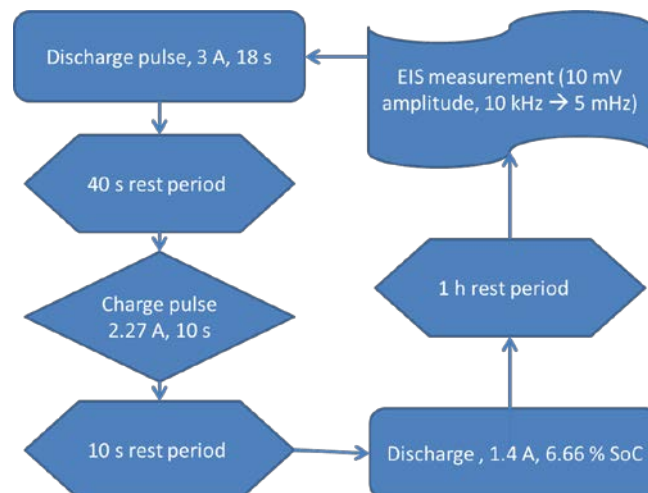 Discharge pulse, 3 A, 18 s
40 s rest period
Charge pulse
2.27 A, 10 s
10 s rest period
Discharge , 1.4 A, 6.66 % SoC
1 h rest period
EIS measurement (10 mV
amplitude, 10 kHz → 5 mHz)